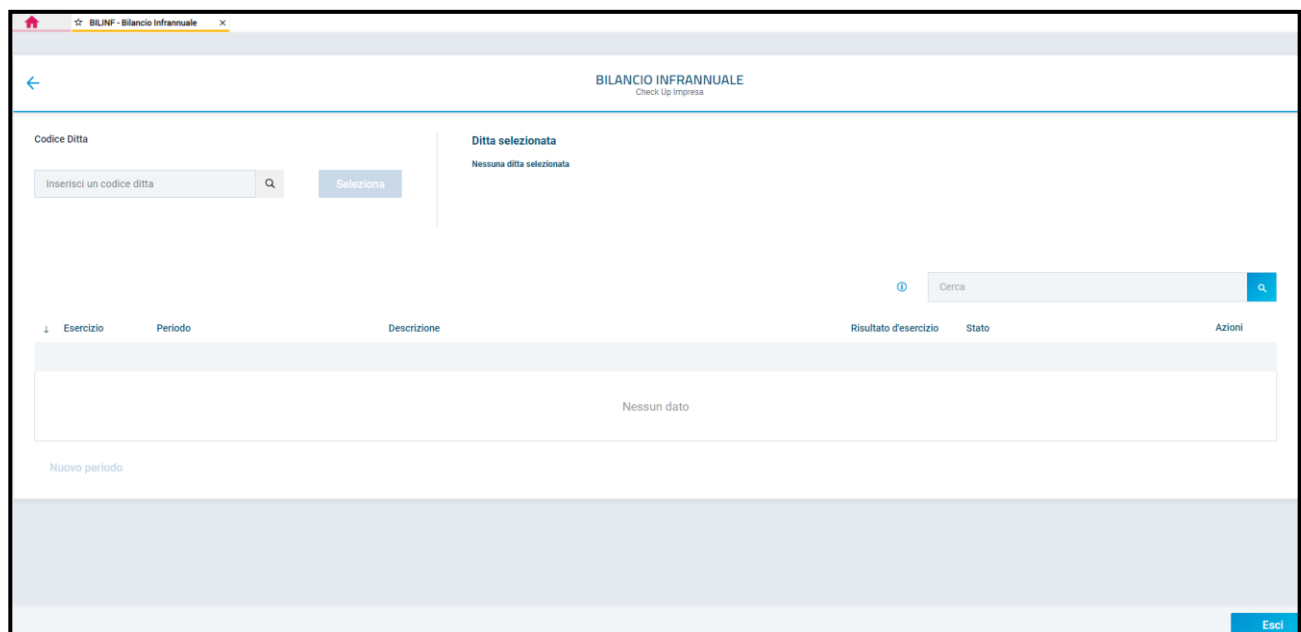 ☆ BILINF - Bilancio Infrannuale ×
BILANCIO INFRANNUALE
Check Up Impresa
Codice Ditta
Ditta selezionata
Nessuna ditta selezionata
Inserisci un codice ditta
Seleziona
Cerca
↓ Esercizio Periodo Descrizione Risultato d'esercizio Stato Azioni
Nessun dato
Nuovo periodo
Esci